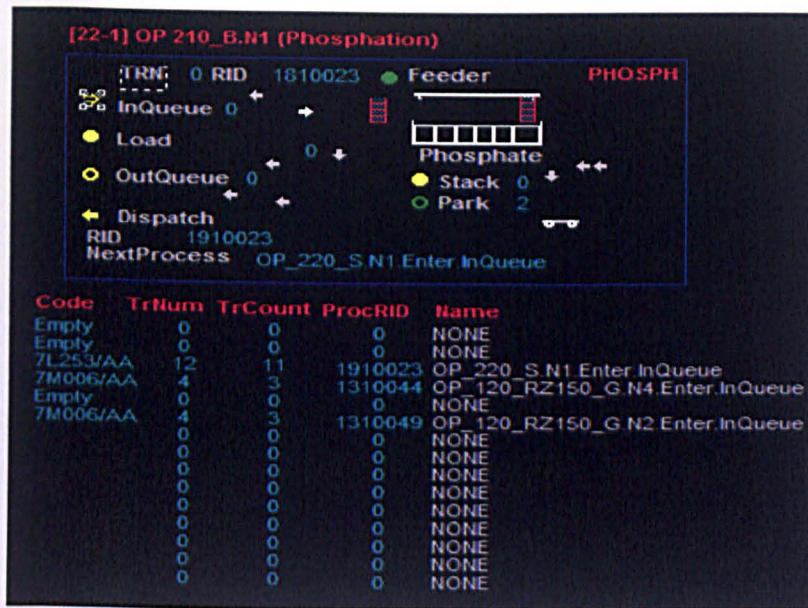 [22-1] OP 210_B.N1 (Phosphation)
TRN 0 RID 1810023 Feeder PHOSPH
InQueue 0
Load
0
Phosphate
OutQueue 0
Stack 0
Park 2
Dispatch
RID 1910023
NextProcess OP_220_S.N1.Enter.InQueue
Code TrNum TrCount ProcRID Name
Empty 0 0 0 NONE
Empty 0 0 0 NONE
7L253/AA 12 11 1910023 OP_220_S.N1.Enter.InQueue
7M006/AA 4 3 1310044 OP_120_RZ150_G.N4.Enter.InQueue
Empty 0 0 0 NONE
7M006/AA 4 3 1310049 OP_120_RZ150_G.N2.Enter.InQueue
0 0 0 NONE
0 0 0 NONE
0 0 0 NONE
0 0 0 NONE
0 0 0 NONE
0 0 0 NONE
0 0 0 NONE
0 0 0 NONE
0 0 0 NONE